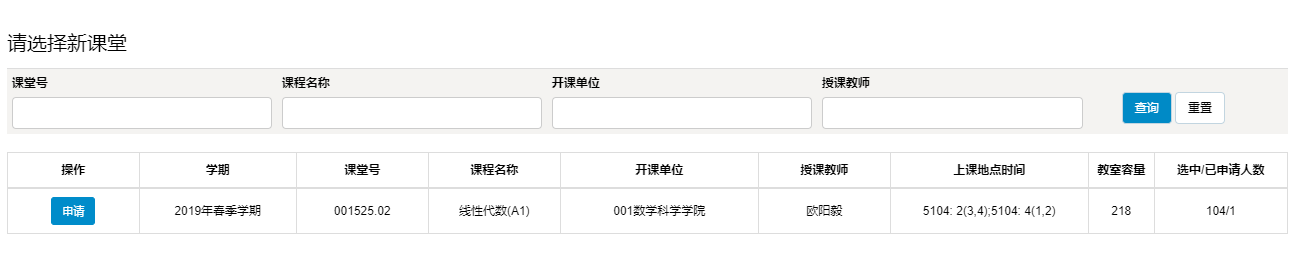 请选择新课堂
课堂号 课程名称 开课单位 授课教师
查询 重置
操作 学期 课堂号 课程名称 开课单位 授课教师 上课地点时间 教室容量 选中/已申请人数
申请 2019年春季学期 001525.02 线性代数(A1) 001数学科学学院 欧阳毅 5104: 2(3,4);5104: 4(1,2) 218 104/1